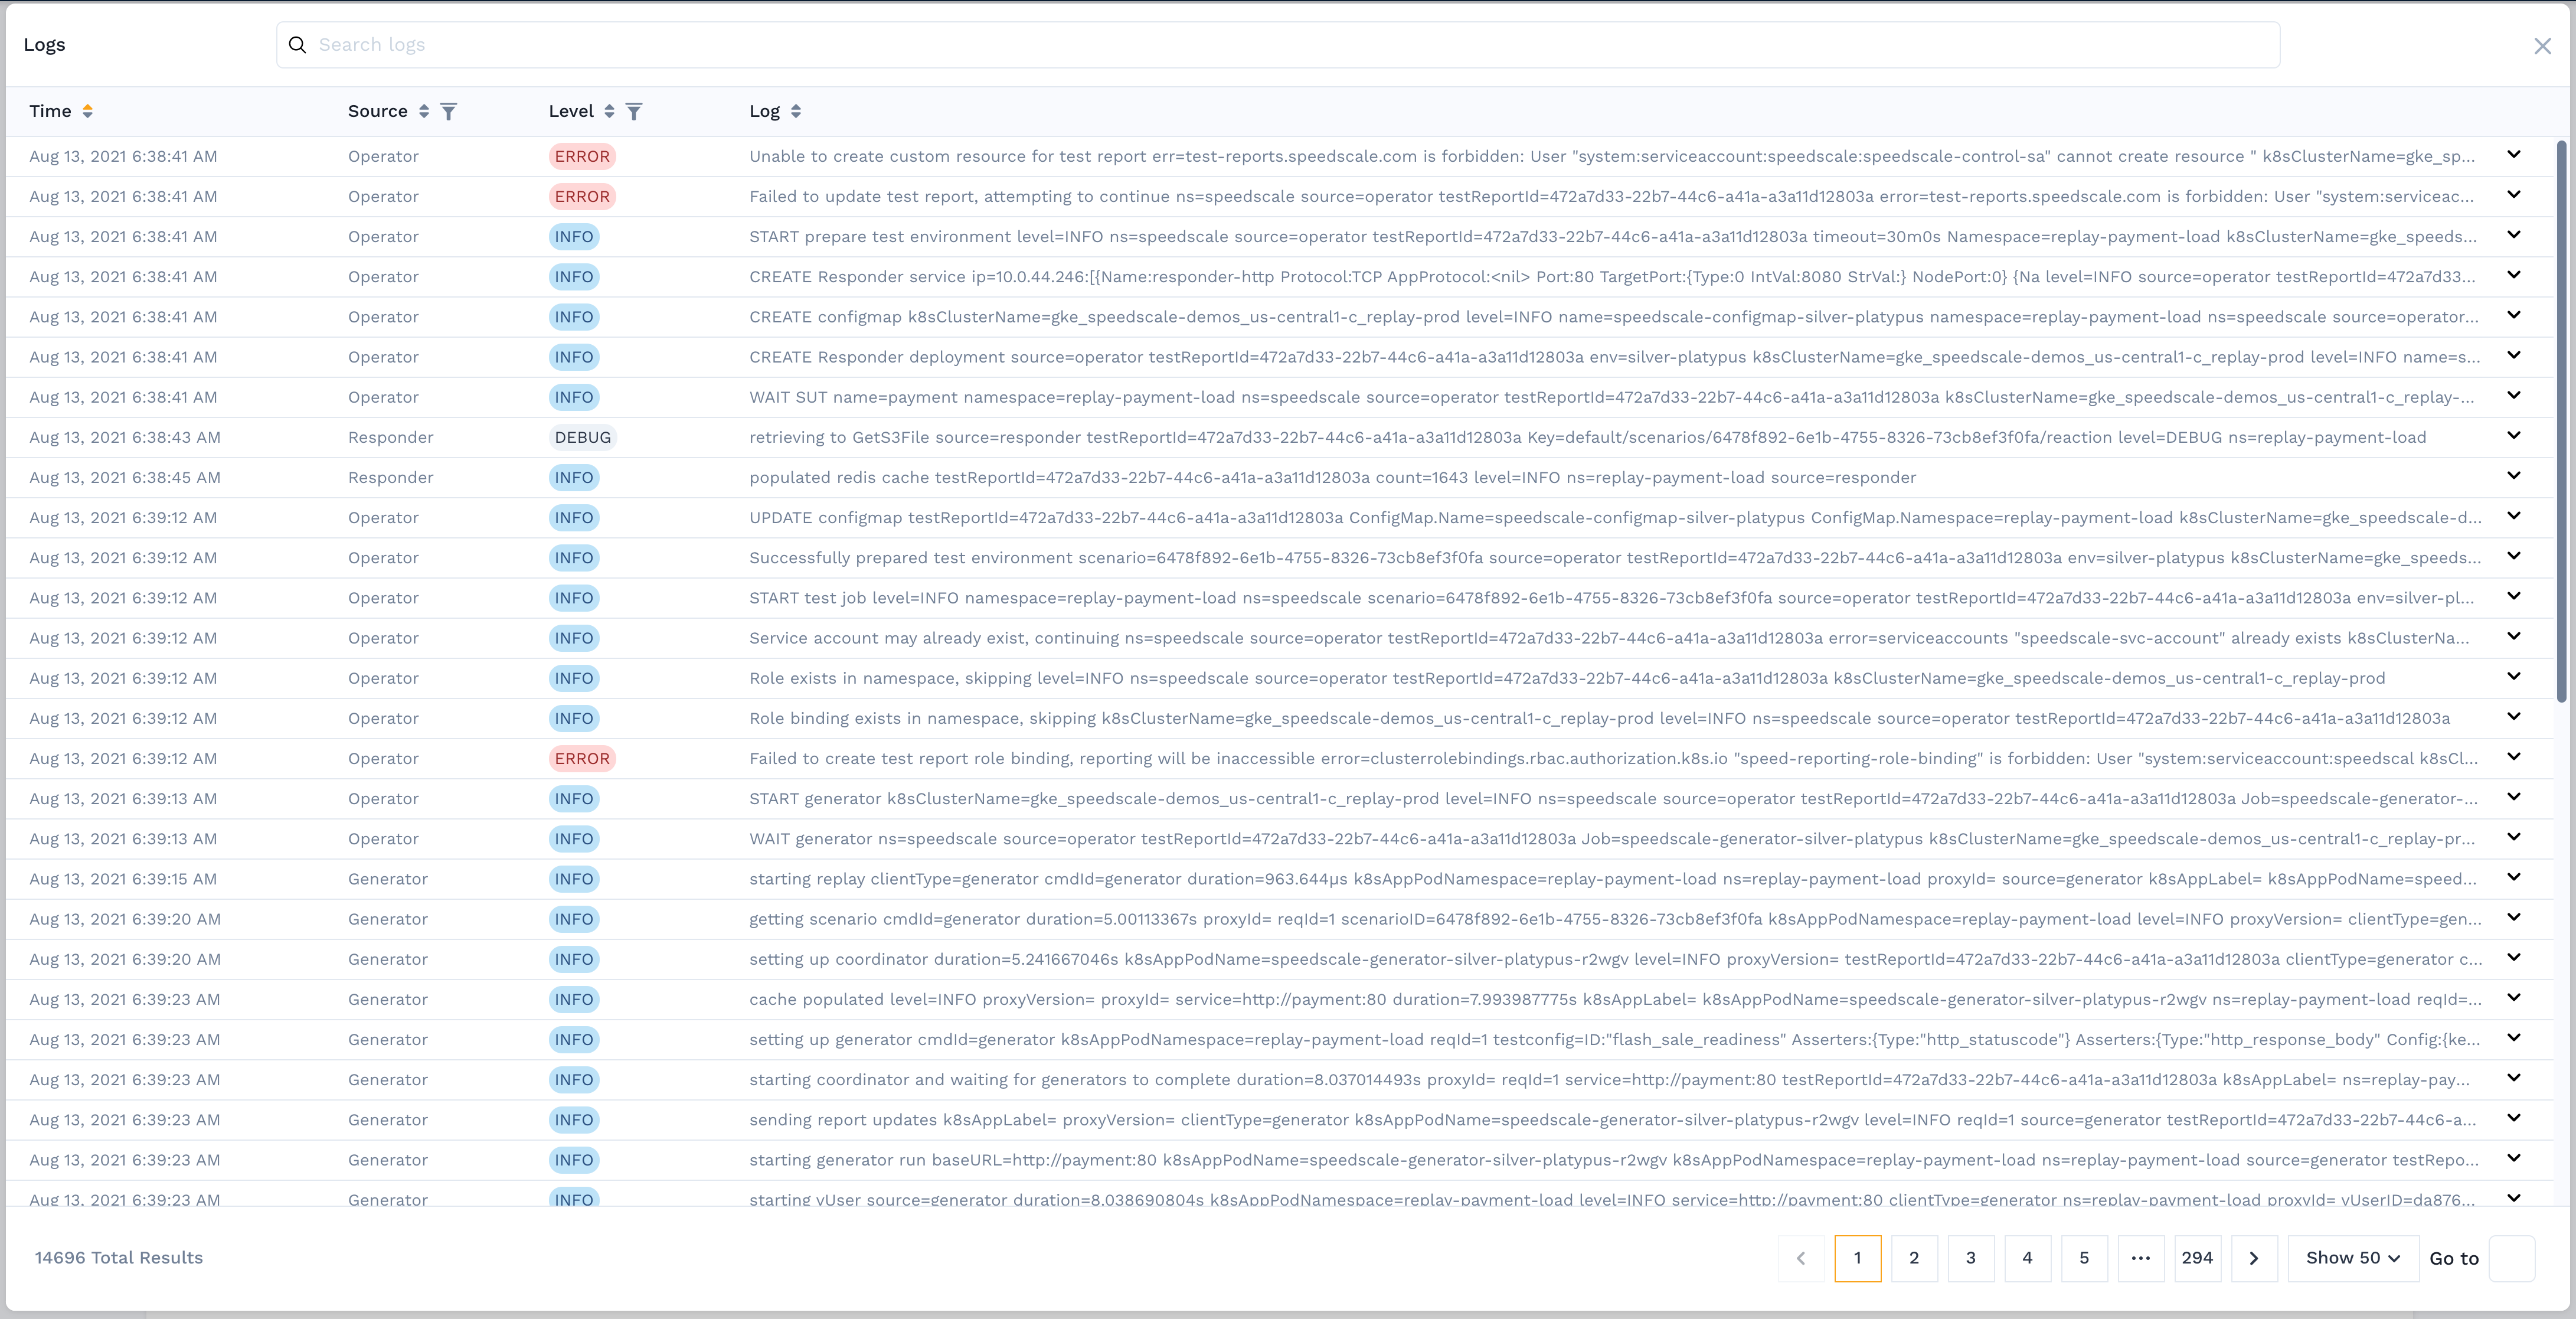 Logs Search logs
Time Source Level Log
Aug 13, 2021 6:38:41 AM Operator ERROR Unable to create custom resource for test report err=test-reports.speedscale.com is forbidden: User "system:serviceaccount:speedscale:speedscale-control-sa" cannot create resource " k8sClusterName=gke_sp...
Aug 13, 2021 6:38:41 AM Operator ERROR Failed to update test report, attempting to continue ns=speedscale source=operator testReportId=472a7d33-22b7-44c6-a41a-a3a11d12803a error=test-reports.speedscale.com is forbidden: User "system:serviceac...
Aug 13, 2021 6:38:41 AM Operator INFO START prepare test environment level=INFO ns=speedscale source=operator testReportId=472a7d33-22b7-44c6-a41a-a3a11d12803a timeout=30m0s Namespace=replay-payment-load k8sClusterName=gke_speeds...
Aug 13, 2021 6:38:41 AM Operator INFO CREATE Responder service ip=10.0.44.246:[{Name:responder-http Protocol:TCP AppProtocol:<nil> Port:80 TargetPort:{Type:0 IntVal:8080 StrVal:} NodePort:0} {Na level=INFO source=operator testReportId=472a7d33...
Aug 13, 2021 6:38:41 AM Operator INFO CREATE configmap k8sClusterName=gke_speedscale-demos_us-central1-c_replay-prod level=INFO name=speedscale-configmap-silver-platypus namespace=replay-payment-load ns=speedscale source=operator...
Aug 13, 2021 6:38:41 AM Operator INFO CREATE Responder deployment source=operator testReportId=472a7d33-22b7-44c6-a41a-a3a11d12803a env=silver-platypus k8sClusterName=gke_speedscale-demos_us-central1-c_replay-prod level=INFO name=s...
Aug 13, 2021 6:38:41 AM Operator INFO WAIT SUT name=payment namespace=replay-payment-load ns=speedscale source=operator testReportId=472a7d33-22b7-44c6-a41a-a3a11d12803a k8sClusterName=gke_speedscale-demos_us-central1-c_replay-...
Aug 13, 2021 6:38:43 AM Responder DEBUG retrieving to GetS3File source=responder testReportId=472a7d33-22b7-44c6-a41a-a3a11d12803a Key=default/scenarios/6478f892-6e1b-4755-8326-73cb8ef3f0fa/reaction level=DEBUG ns=replay-payment-load
Aug 13, 2021 6:38:45 AM Responder INFO populated redis cache testReportId=472a7d33-22b7-44c6-a41a-a3a11d12803a count=1643 level=INFO ns=replay-payment-load source=responder
Aug 13, 2021 6:39:12 AM Operator INFO UPDATE configmap testReportId=472a7d33-22b7-44c6-a41a-a3a11d12803a ConfigMap.Name=speedscale-configmap-silver-platypus ConfigMap.Namespace=replay-payment-load k8sClusterName=gke_speedscale-d...
Aug 13, 2021 6:39:12 AM Operator INFO Successfully prepared test environment scenario=6478f892-6e1b-4755-8326-73cb8ef3f0fa source=operator testReportId=472a7d33-22b7-44c6-a41a-a3a11d12803a env=silver-platypus k8sClusterName=gke_speeds...
Aug 13, 2021 6:39:12 AM Operator INFO START test job level=INFO namespace=replay-payment-load ns=speedscale scenario=6478f892-6e1b-4755-8326-73cb8ef3f0fa source=operator testReportId=472a7d33-22b7-44c6-a41a-a3a11d12803a env=silver-pl...
Aug 13, 2021 6:39:12 AM Operator INFO Service account may already exist, continuing ns=speedscale source=operator testReportId=472a7d33-22b7-44c6-a41a-a3a11d12803a error=serviceaccounts "speedscale-svc-account" already exists k8sClusterNa...
Aug 13, 2021 6:39:12 AM Operator INFO Role exists in namespace, skipping level=INFO ns=speedscale source=operator testReportId=472a7d33-22b7-44c6-a41a-a3a11d12803a k8sClusterName=gke_speedscale-demos_us-central1-c_replay-prod
Aug 13, 2021 6:39:12 AM Operator INFO Role binding exists in namespace, skipping k8sClusterName=gke_speedscale-demos_us-central1-c_replay-prod level=INFO ns=speedscale source=operator testReportId=472a7d33-22b7-44c6-a41a-a3a11d12803a
Aug 13, 2021 6:39:12 AM Operator ERROR Failed to create test report role binding, reporting will be inaccessible error=clusterrolebindings.rbac.authorization.k8s.io "speed-reporting-role-binding" is forbidden: User "system:serviceaccount:speedscal k8sCl...
Aug 13, 2021 6:39:13 AM Operator INFO START generator k8sClusterName=gke_speedscale-demos_us-central1-c_replay-prod level=INFO ns=speedscale source=operator testReportId=472a7d33-22b7-44c6-a41a-a3a11d12803a Job=speedscale-generator-...
Aug 13, 2021 6:39:13 AM Operator INFO WAIT generator ns=speedscale source=operator testReportId=472a7d33-22b7-44c6-a41a-a3a11d12803a Job=speedscale-generator-silver-platypus k8sClusterName=gke_speedscale-demos_us-central1-c_replay-pr...
Aug 13, 2021 6:39:15 AM Generator INFO starting replay clientType=generator cmdId=generator duration=963.644µs k8sAppPodNamespace=replay-payment-load ns=replay-payment-load proxyId= source=generator k8sAppLabel= k8sAppPodName=speed...
Aug 13, 2021 6:39:20 AM Generator INFO getting scenario cmdId=generator duration=5.00113367s proxyId= reqId=1 scenarioID=6478f892-6e1b-4755-8326-73cb8ef3f0fa k8sAppPodNamespace=replay-payment-load level=INFO proxyVersion= clientType=gen...
Aug 13, 2021 6:39:20 AM Generator INFO setting up coordinator duration=5.241667046s k8sAppPodName=speedscale-generator-silver-platypus-r2wgv level=INFO proxyVersion= testReportId=472a7d33-22b7-44c6-a41a-a3a11d12803a clientType=generator c...
Aug 13, 2021 6:39:23 AM Generator INFO cache populated level=INFO proxyVersion= proxyId= service=http://payment:80 duration=7.993987775s k8sAppLabel= k8sAppPodName=speedscale-generator-silver-platypus-r2wgv ns=replay-payment-load reqId=...
Aug 13, 2021 6:39:23 AM Generator INFO setting up generator cmdId=generator k8sAppPodNamespace=replay-payment-load reqId=1 testconfig=ID:"flash_sale_readiness" Asserters:{Type:"http_statuscode"} Asserters:{Type:"http_response_body" Config:{ke...
Aug 13, 2021 6:39:23 AM Generator INFO starting coordinator and waiting for generators to complete duration=8.037014493s proxyId= reqId=1 service=http://payment:80 testReportId=472a7d33-22b7-44c6-a41a-a3a11d12803a k8sAppLabel= ns=replay-pay...
Aug 13, 2021 6:39:23 AM Generator INFO sending report updates k8sAppLabel= proxyVersion= clientType=generator k8sAppPodName=speedscale-generator-silver-platypus-r2wgv level=INFO reqId=1 source=generator testReportId=472a7d33-22b7-44c6-a...
Aug 13, 2021 6:39:23 AM Generator INFO starting generator run baseURL=http://payment:80 k8sAppPodName=speedscale-generator-silver-platypus-r2wgv k8sAppPodNamespace=replay-payment-load ns=replay-payment-load source=generator testRepo...
Aug 13, 2021 6:39:23 AM Generator INFO starting vUser source=generator duration=8.038690804s k8sAppPodNamespace=replay-payment-load level=INFO service=http://payment:80 clientType=generator ns=replay-payment-load proxyId= vUserID=da876...
14696 Total Results 1 2 3 4 5 ... 294 Show 50 Go to